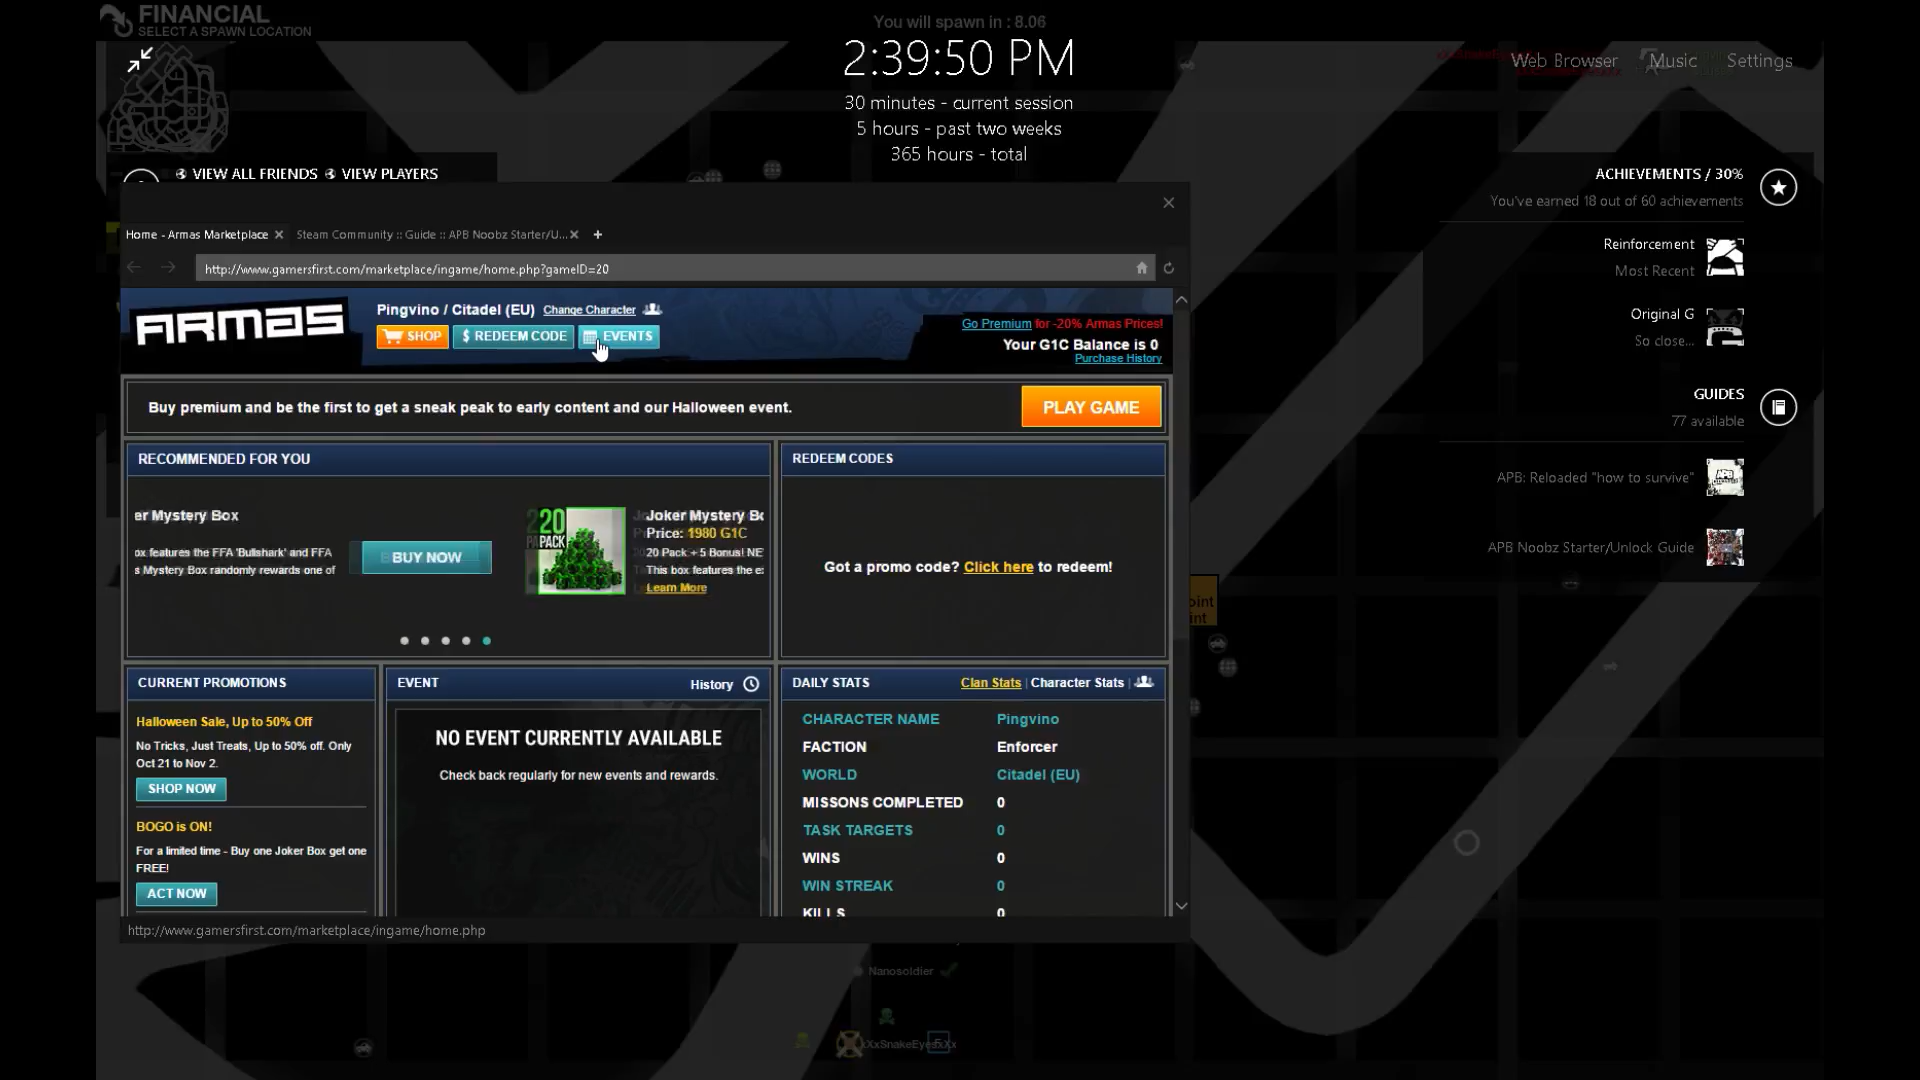 FINANCIAL
SELECT A SPAWN LOCATION
You will spawn in : 8.06
2:39:50 PM
30 minutes - current session
5 hours - past two weeks
365 hours - total
Web Browser Music Settings
VIEW ALL FRIENDS VIEW PLAYERS
ACHIEVEMENTS / 30%
You've earned 18 out of 60 achievements
Reinforcement
Most Recent
Original G
So close...
GUIDES
77 available
APB: Reloaded "how to survive"
APB Noobz Starter/Unlock Guide
Home - Armas Marketplace
Steam Community :: Guide :: APB Noobz Starter/U...
http://www.gamersfirst.com/marketplace/ingame/home.php?gameID=20
ARMAS
Pingvino / Citadel (EU) Change Character
SHOP
$ REDEEM CODE
EVENTS
Go Premium for -20% Armas Prices!
Your G1C Balance is 0
Purchase History
Buy premium and be the first to get a sneak peak to early content and our Halloween event.
PLAY GAME
RECOMMENDED FOR YOU
er Mystery Box
ox features the FFA 'Bullshark' and FFA
s Mystery Box randomly rewards one of
BUY NOW
20
PACK
Joker Mystery Bo
Price: 1980 G1C
20 Pack + 5 Bonus! NE
This box features the
Learn More
REDEEM CODES
Got a promo code? Click here to redeem!
CURRENT PROMOTIONS
Halloween Sale, Up to 50% Off
No Tricks, Just Treats, Up to 50% off. Only
Oct 21 to Nov 2.
SHOP NOW
BOGO is ON!
For a limited time - Buy one Joker Box get one
FREE!
ACT NOW
EVENT
History
NO EVENT CURRENTLY AVAILABLE
Check back regularly for new events and rewards.
DAILY STATS
Clan Stats | Character Stats |
CHARACTER NAME Pingvino
FACTION Enforcer
WORLD Citadel (EU)
MISSONS COMPLETED 0
TASK TARGETS 0
WINS 0
WIN STREAK 0
KILLS 0
http://www.gamersfirst.com/marketplace/ingame/home.php
oint
int
Nanosoldier
xXxSnakeEyesxXx